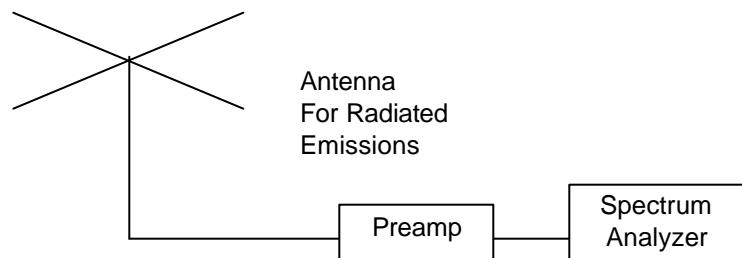 Antenna
For Radiated
Emissions
Preamp
Spectrum
Analyzer